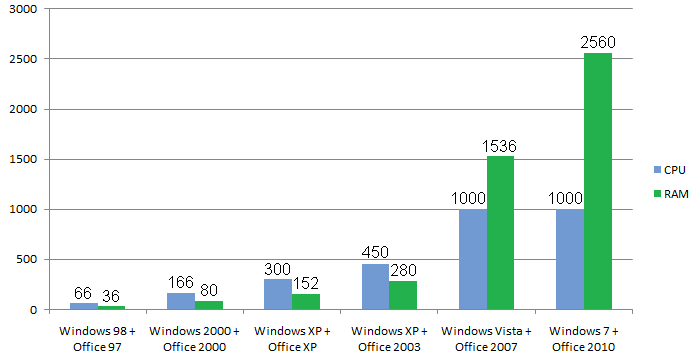 3000
2500
2000
1500
1000
500
0
66
36
166
80
300
152
450
280
1000
1536
1000
2560
Windows 98 +
Office 97
Windows 2000 +
Office 2000
Windows XP +
Office XP
Windows XP +
Office 2003
Windows Vista +
Office 2007
Windows 7 +
Office 2010
CPU
RAM